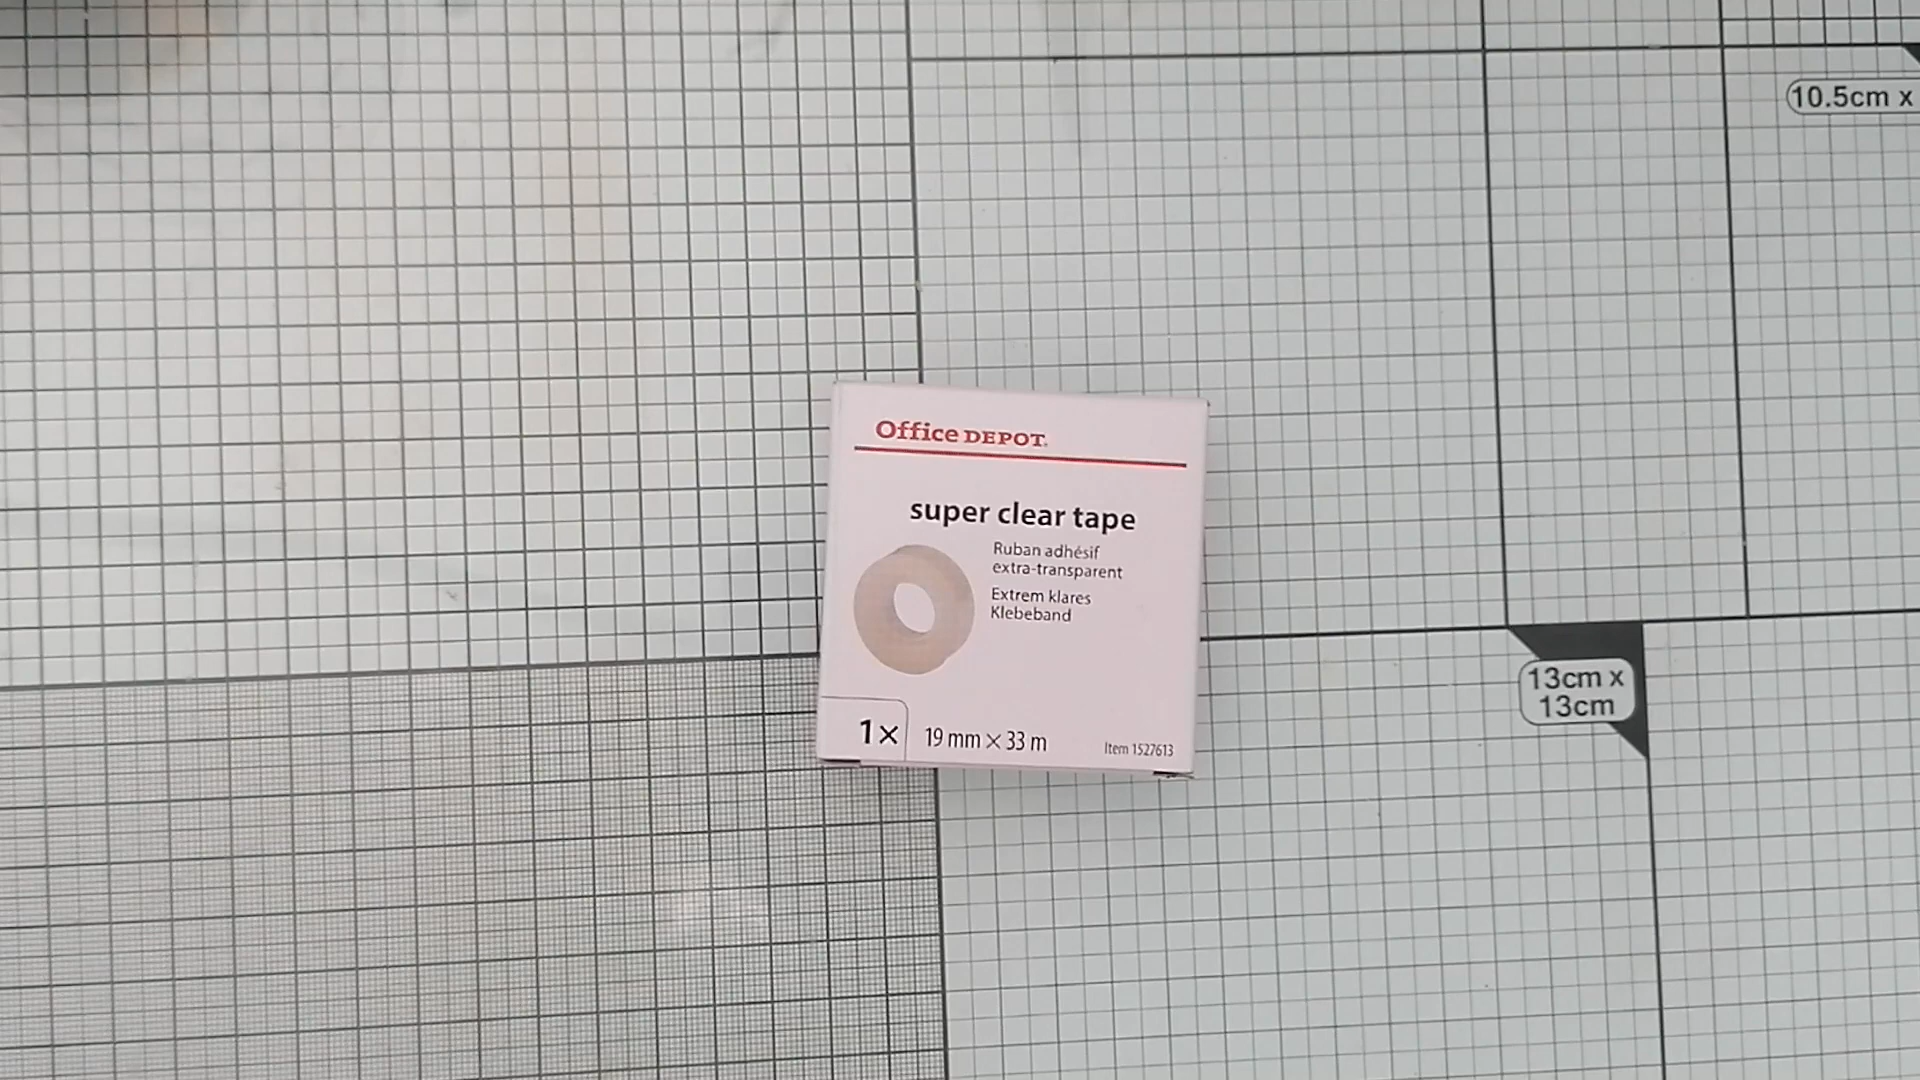 10.5cm x
Office DEPOT.
super clear tape
Ruban adhésif
extra-transparent
Extrem klares
Klebeband
13cm x
13cm
1x
19 mm x 33 m
Item 1527613